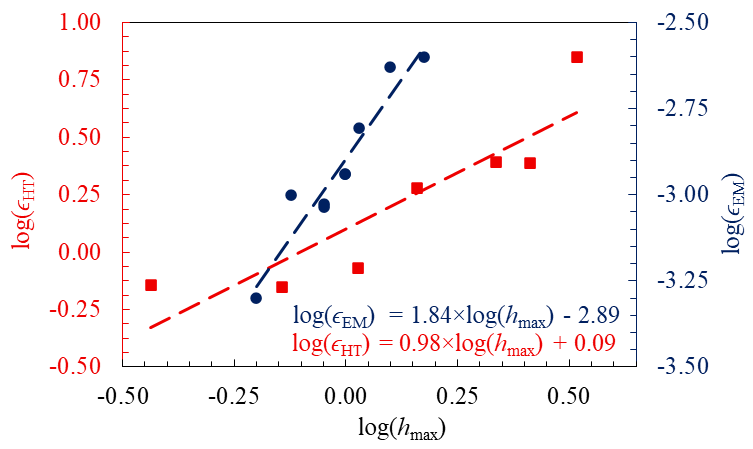 1.00
0.75
0.50
0.25
0.00
-0.25
-0.50
log(ϵHT)
-2.50
-2.75
-3.00
-3.25
-3.50
log(ϵEM)
log(ϵEM) = 1.84×log(hmax) - 2.89
log(ϵHT) = 0.98×log(hmax) + 0.09
-0.50 -0.25 0.00 0.25 0.50
log(hmax)